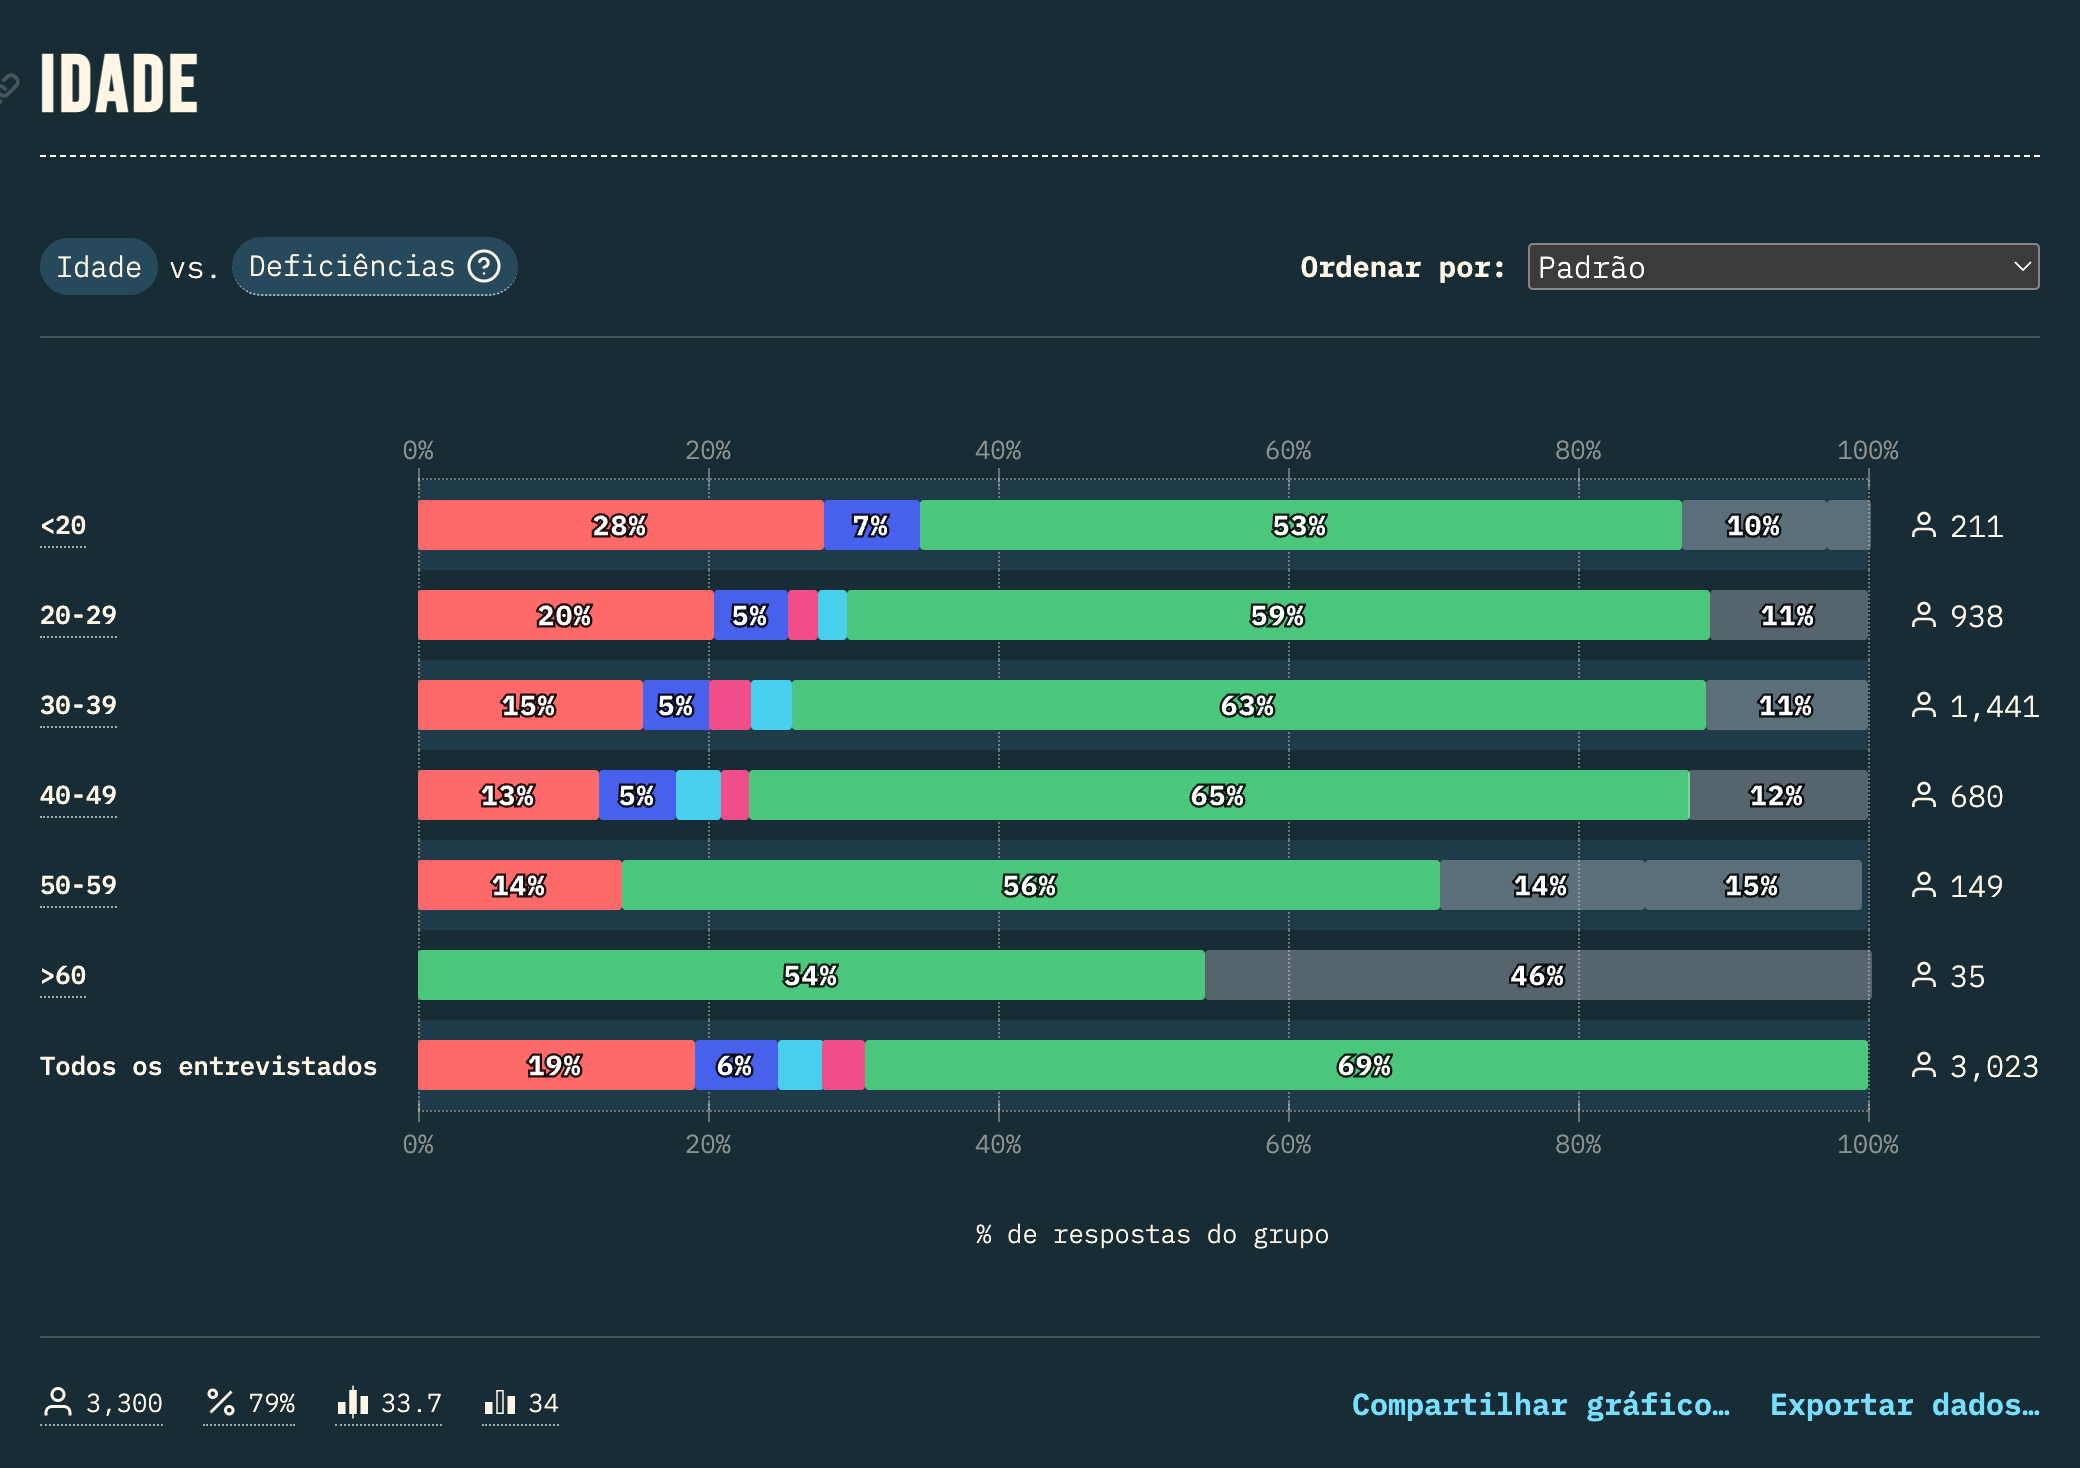 IDADE
Idade vs. Deficiências ?
Ordenar por: Padrão
0% 20% 40% 60% 80% 100%
<20 28% 7% 53% 10% 211
20-29 20% 5% 59% 11% 938
30-39 15% 5% 63% 11% 1,441
40-49 13% 5% 65% 12% 680
50-59 14% 56% 14% 15% 149
>60 54% 46% 35
Todos os entrevistados 19% 6% 69% 3,023
0% 20% 40% 60% 80% 100%
% de respostas do grupo
3,300 % 79% 33.7 34 Compartilhar gráfico… Exportar dados…